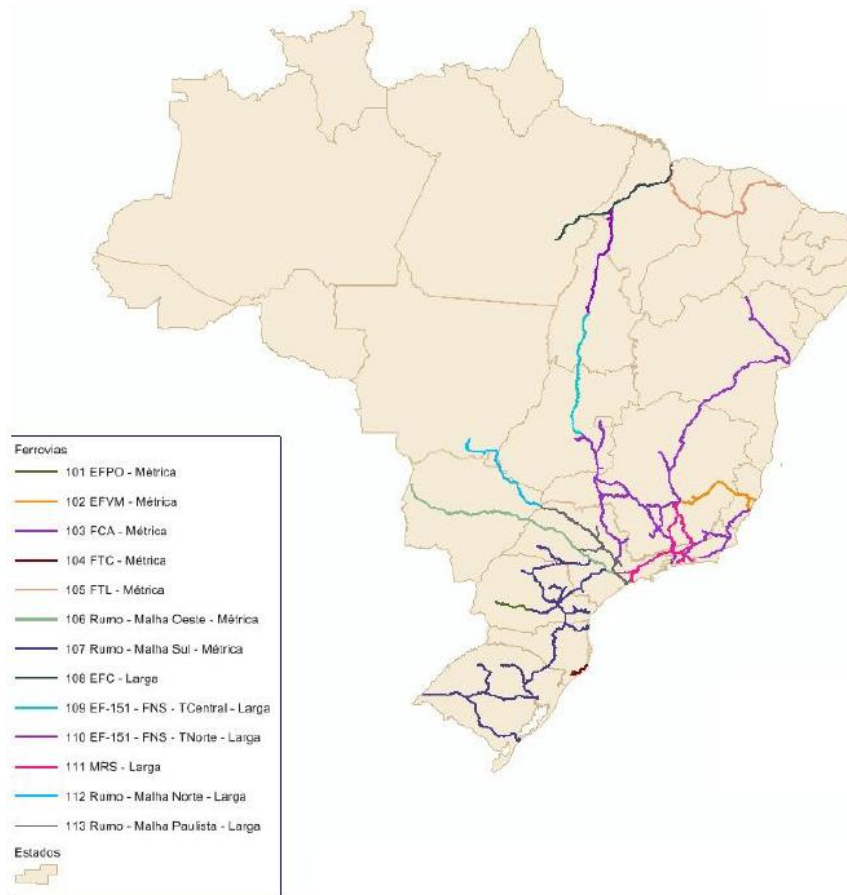 Ferrovias
101 EFPO - Métrica
102 EFVM - Métrica
103 FCA - Métrica
104 FTC - Métrica
105 FTL - Métrica
106 Rumo - Malha Oeste - Métrica
107 Rumo - Malha Sul - Métrica
108 EFC - Larga
109 EF-151 - FNS - TCentral - Larga
110 EF-151 - FNS - TNorte - Larga
111 MRS - Larga
112 Rumo - Malha Norte - Larga
113 Rumo - Malha Paulista - Larga
Estados